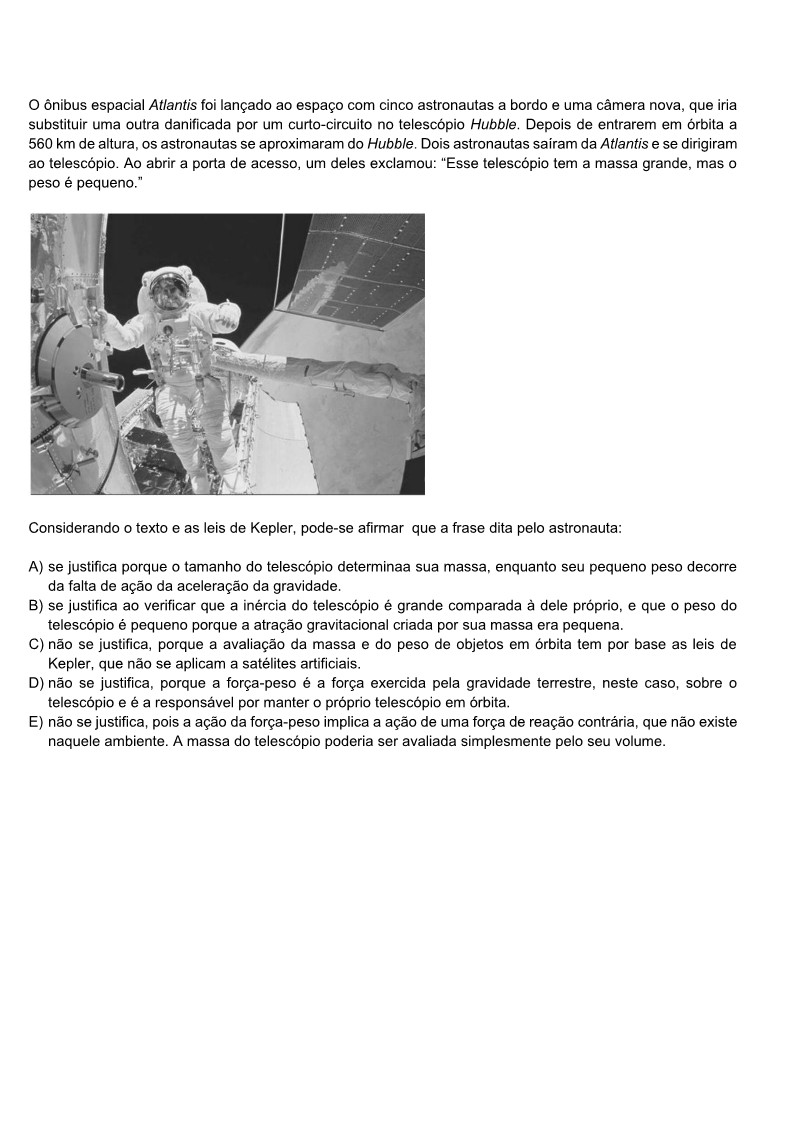 O ônibus espacial Atlantis foi lançado ao espaço com cinco astronautas a bordo e uma câmera nova, que iria
substituir uma outra danificada por um curto-circuito no telescópio Hubble. Depois de entrarem em órbita a
560 km de altura, os astronautas se aproximaram do Hubble. Dois astronautas saíram da Atlantis e se dirigiram
ao telescópio. Ao abrir a porta de acesso, um deles exclamou: “Esse telescópio tem a massa grande, mas o
peso é pequeno.”
Considerando o texto e as leis de Kepler, pode-se afirmar  que a frase dita pelo astronauta:
A) se justifica porque o tamanho do telescópio determinaa sua massa, enquanto seu pequeno peso decorre
da falta de ação da aceleração da gravidade.
B) se justifica ao verificar que a inércia do telescópio é grande comparada à dele próprio, e que o peso do
telescópio é pequeno porque a atração gravitacional criada por sua massa era pequena.
C) não se justifica, porque a avaliação da massa e do peso de objetos em órbita tem por base as leis de
Kepler, que não se aplicam a satélites artificiais.
D) não se justifica, porque a força-peso é a força exercida pela gravidade terrestre, neste caso, sobre o
telescópio e é a responsável por manter o próprio telescópio em órbita.
E) não se justifica, pois a ação da força-peso implica a ação de uma força de reação contrária, que não existe
naquele ambiente. A massa do telescópio poderia ser avaliada simplesmente pelo seu volume.